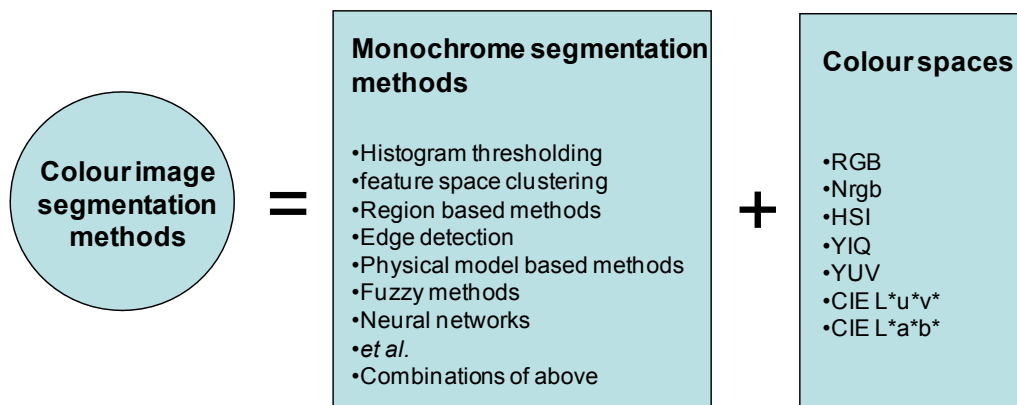 Colour image
segmentation
methods
=
Monochrome segmentation
methods
•Histogram thresholding
•feature space clustering
•Region based methods
•Edge detection
•Physical model based methods
•Fuzzy methods
•Neural networks
•et al.
•Combinations of above
+
Colour spaces
•RGB
•Nrgb
•HSI
•YIQ
•YUV
•CIE L*u*v*
•CIE L*a*b*